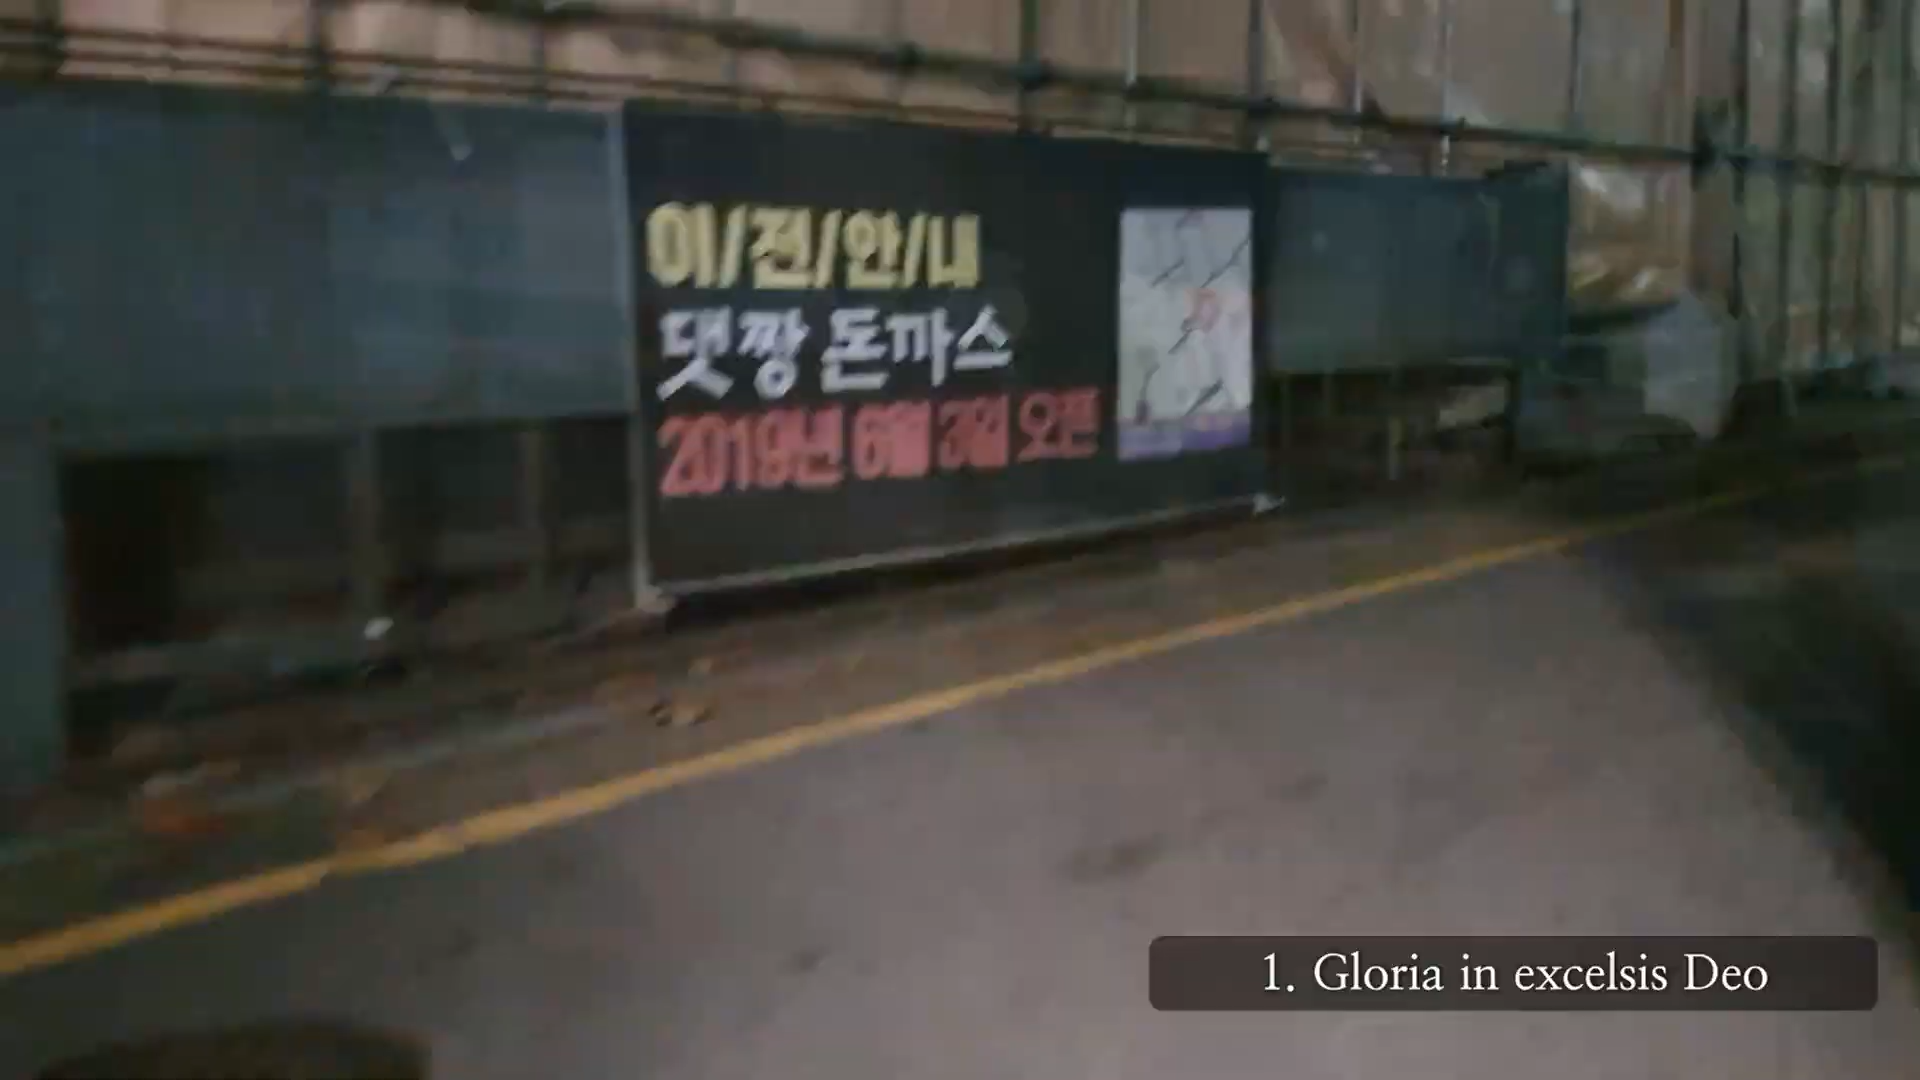 이/전/안/내
댓짱 돈까스
2019년 6월 3일 오픈
1. Gloria in excelsis Deo